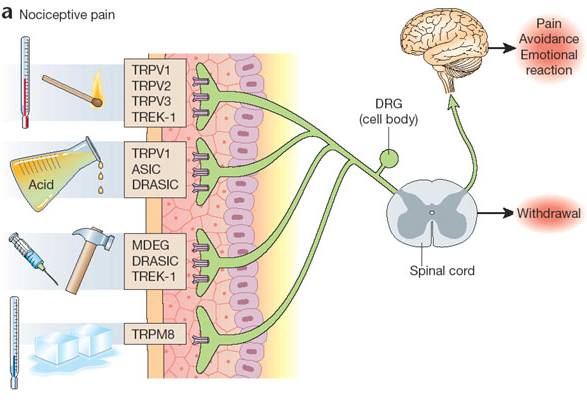 a Nociceptive pain
TRPV1
TRPV2
TRPV3
TREK-1
TRPV1
ASIC
DRASIC
Acid
MDEG
DRASIC
TREK-1
TRPM8
DRG
(cell body)
Spinal cord
Pain
Avoidance
Emotional
reaction
Withdrawal